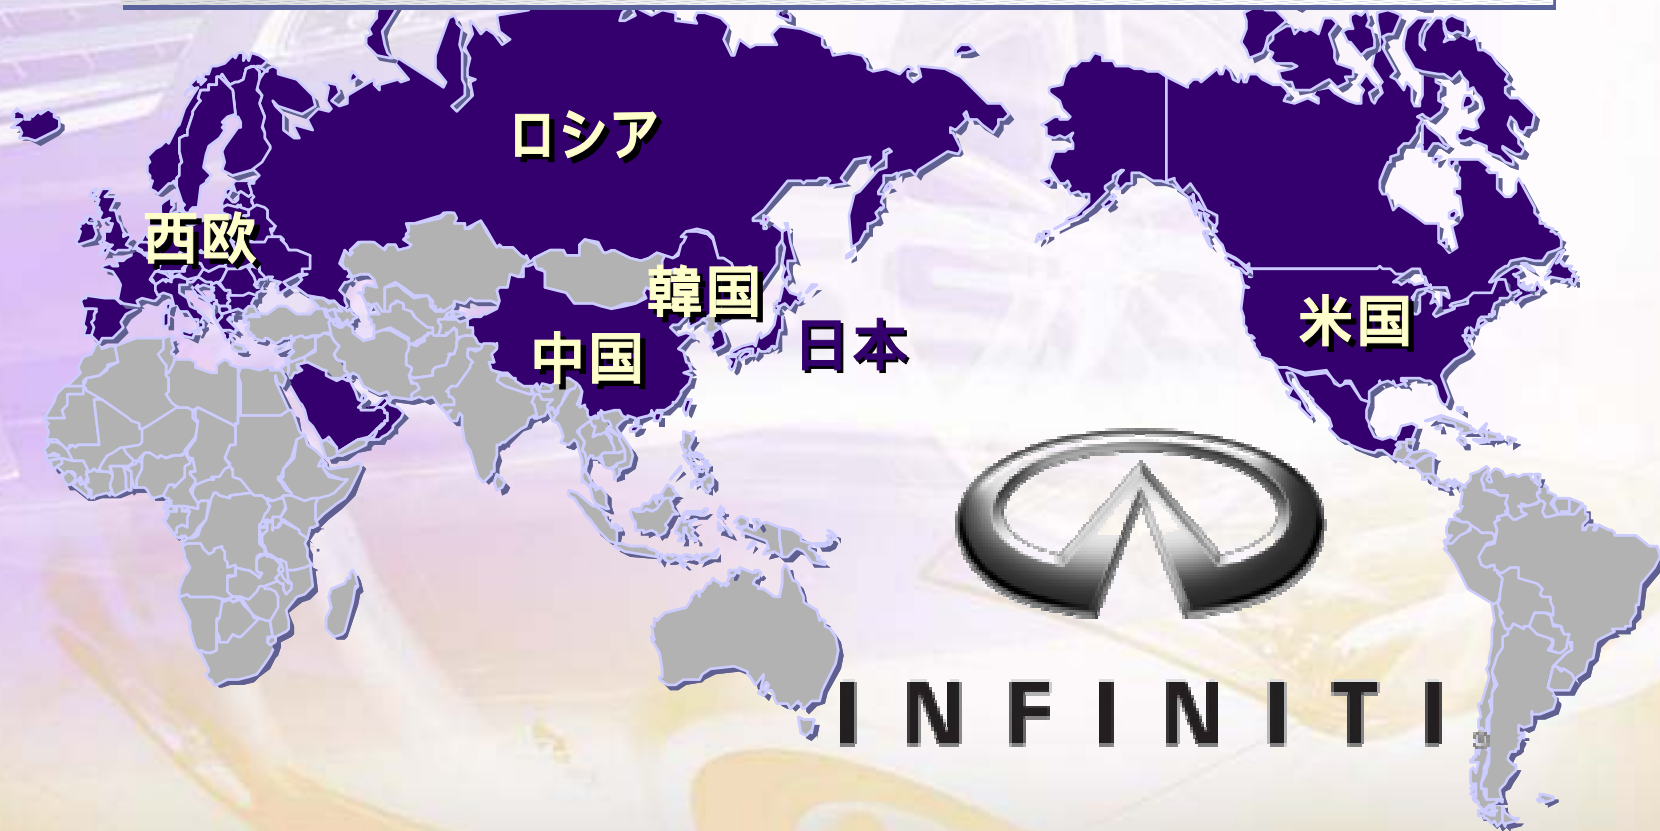 ロシア
西欧
韓国
米国
日本
中国
INFINITI